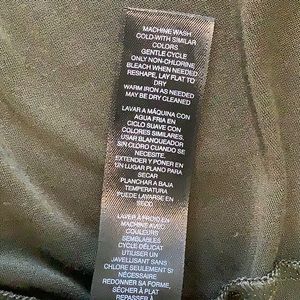 MACHINE WASH
COLD-WITH SIMILAR
COLORS
GENTLE CYCLE
ONLY NON-CHLORINE
BLEACH WHEN NEEDED
RESHAPE, LAY FLAT TO
DRY
WARM IRON AS NEEDED
MAY BE DRY CLEANED
LAVAR A MÁQUINA CON
AGUA FRIA EN
CICLO SUAVE CON
COLORES SIMILARES,
USAR BLANQUEADOR
SIN CLORO CUANDO SE
NECESITE.
EXTENDER Y PONER EN
UN LUGAR PLANO PARA
SECAR
PLANCHAR A BAJA
TEMPERATURA
PUEDE LAVARSE EN
SECO
LAVER À FROID EN
MACHINE AVEC
COULEURS
SEMBLABLES
CYCLE DÉLICAT
UTILISER UN
JAVELLISANT SANS
CHLORE SEULEMENT SI
NÉCESSAIRE
REMETTRE SA FORME,
SÉCHER À PLAT